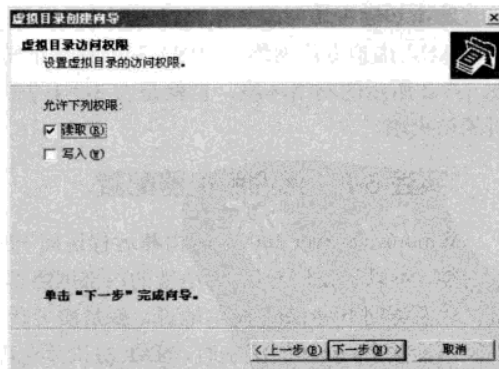 虚拟目录创建向导
虚拟目录访问权限
设置虚拟目录的访问权限。
允许下列权限:
读取(R)
写入(W)
单击“下一步”完成向导。
< 上一步(B) 下一步(N) > 取消